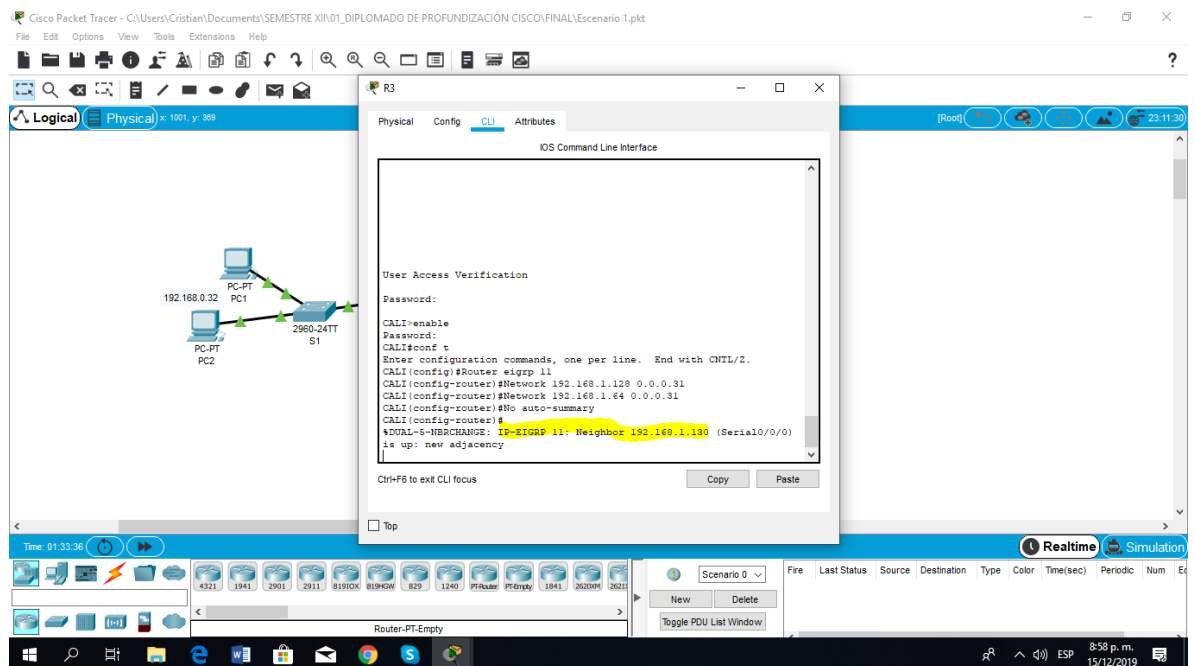 Cisco Packet Tracer - C:\Users\Cristian\Documents\SEMESTRE XII\01_DIPLOMADO DE PROFUNDIZACIÓN CISCO\FINAL\Escenario 1.pkt
File Edit Options View Tools Extensions Help
?
R3
Logical
Physical
x: 1001, y: 369
[Root]
23:11:30
Physical Config CLI Attributes
IOS Command Line Interface
User Access Verification
Password:
CALI>enable
Password:
CALI#conf t
Enter configuration commands, one per line. End with CNTL/Z.
CALI(config)#Router eigrp 11
CALI(config-router)#Network 192.168.1.128 0.0.0.31
CALI(config-router)#Network 192.168.1.64 0.0.0.31
CALI(config-router)#No auto-summary
CALI(config-router)#
%DUAL-5-NBRCHANGE: IP-EIGRP 11: Neighbor 192.168.1.130 (Serial0/0/0)
is up: new adjacency
Ctrl+F6 to exit CLI focus
Copy
Paste
Top
PC-PT
PC1
192.168.0.32
PC-PT
PC2
2960-24TT
S1
Time: 01:33:36
Realtime
Simulation
4321 1941 2901 2911 819IOX 819HGW 829 1240 PT-Router PT-Empty 1841 2620XM 2621
Router-PT-Empty
Scenario 0
New
Delete
Toggle PDU List Window
Fire Last Status Source Destination Type Color Time(sec) Periodic Num
ESP
8:58 p. m.
15/12/2019